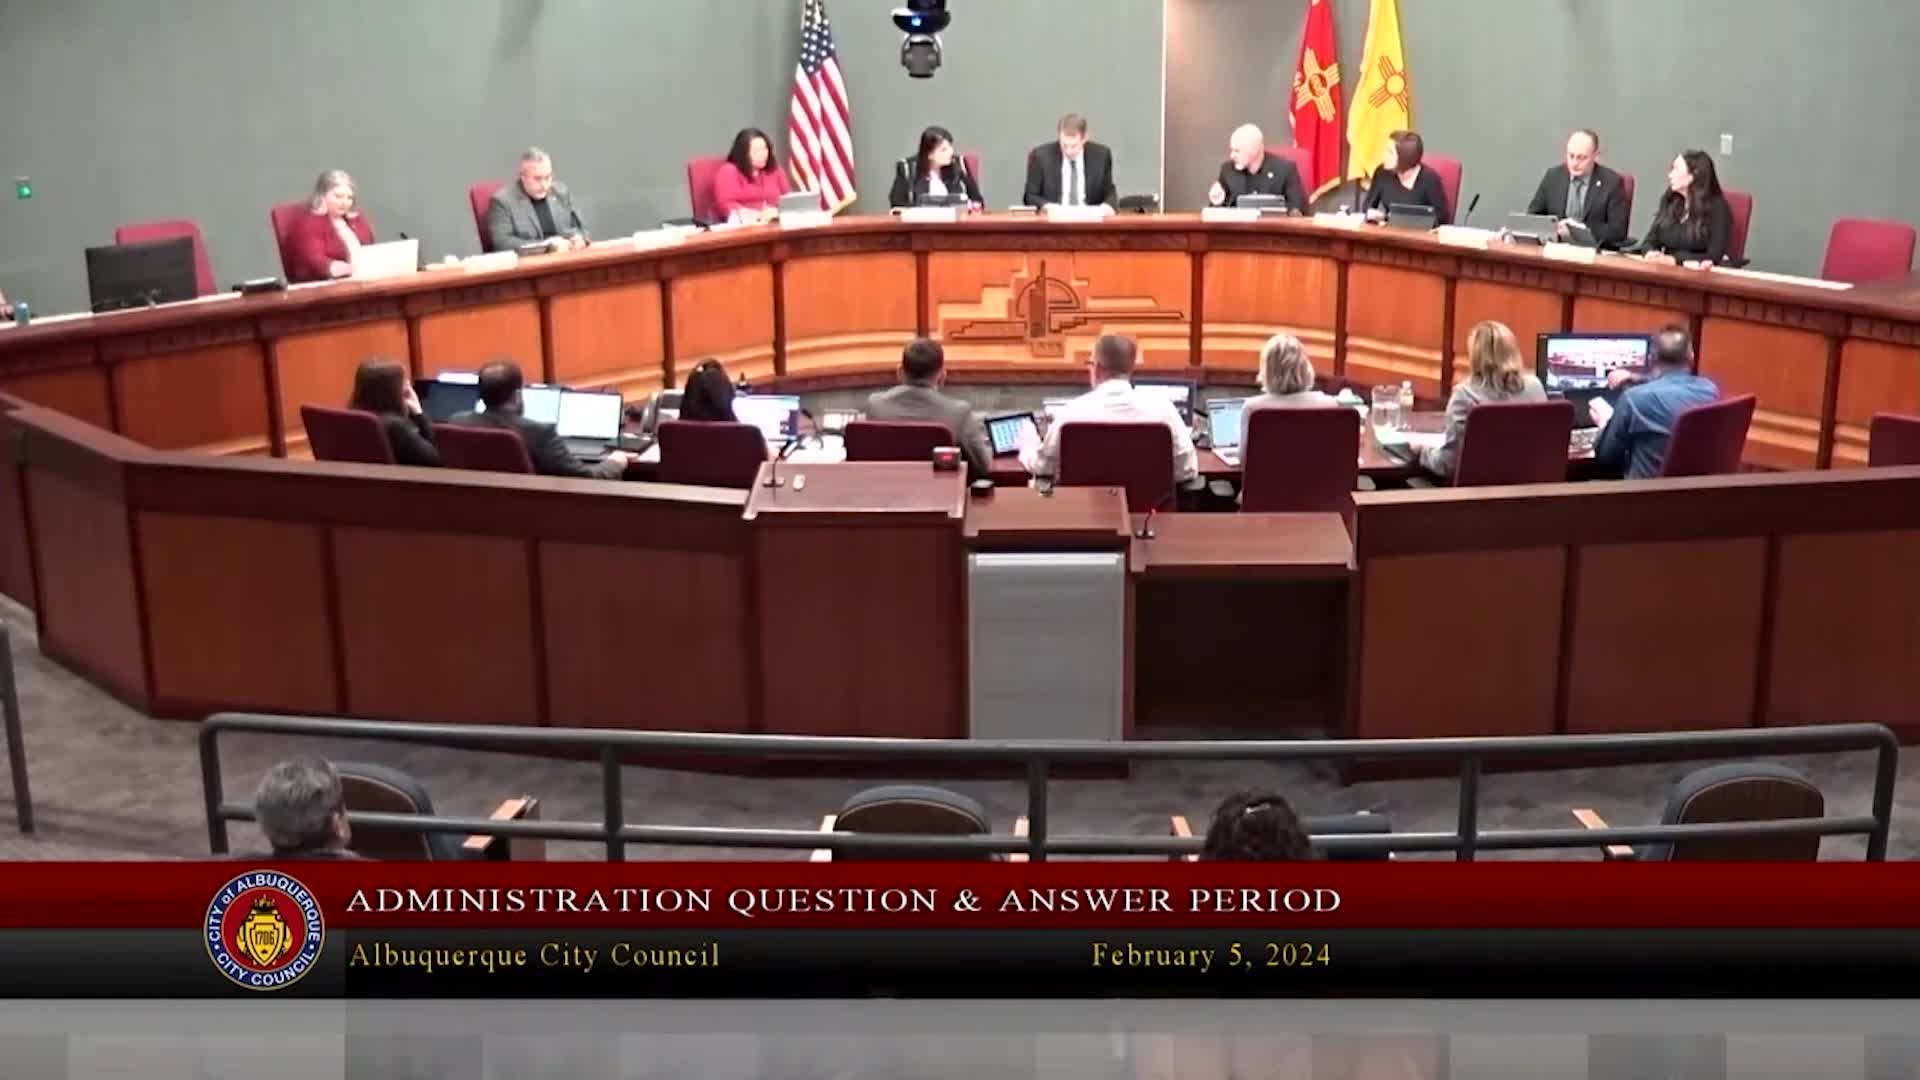 ADMINISTRATION QUESTION & ANSWER PERIOD
Albuquerque City Council
February 5, 2024
CITY of ALBUQUERQUE
1706
CITY COUNCIL